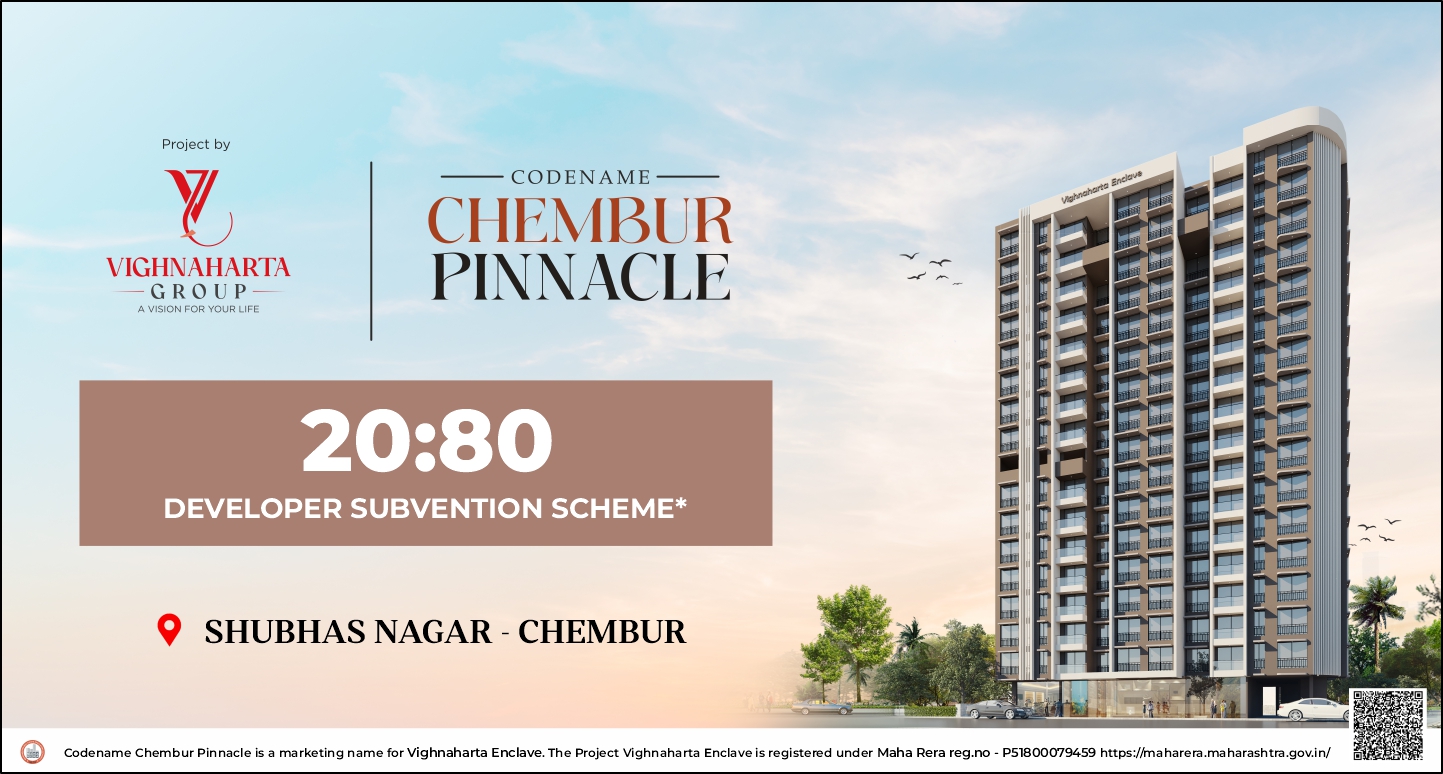 Project by
VIGHNAHARTA
GROUP
A VISION FOR YOUR LIFE
CODENAME
CHEMBUR
PINNACLE
20:80
DEVELOPER SUBVENTION SCHEME*
SHUBHAS NAGAR - CHEMBUR
Vighnaharta Enclave
Codename Chembur Pinnacle is a marketing name for Vighnaharta Enclave. The Project Vighnaharta Enclave is registered under Maha Rera reg.no - P51800079459 https://maharera.maharashtra.gov.in/